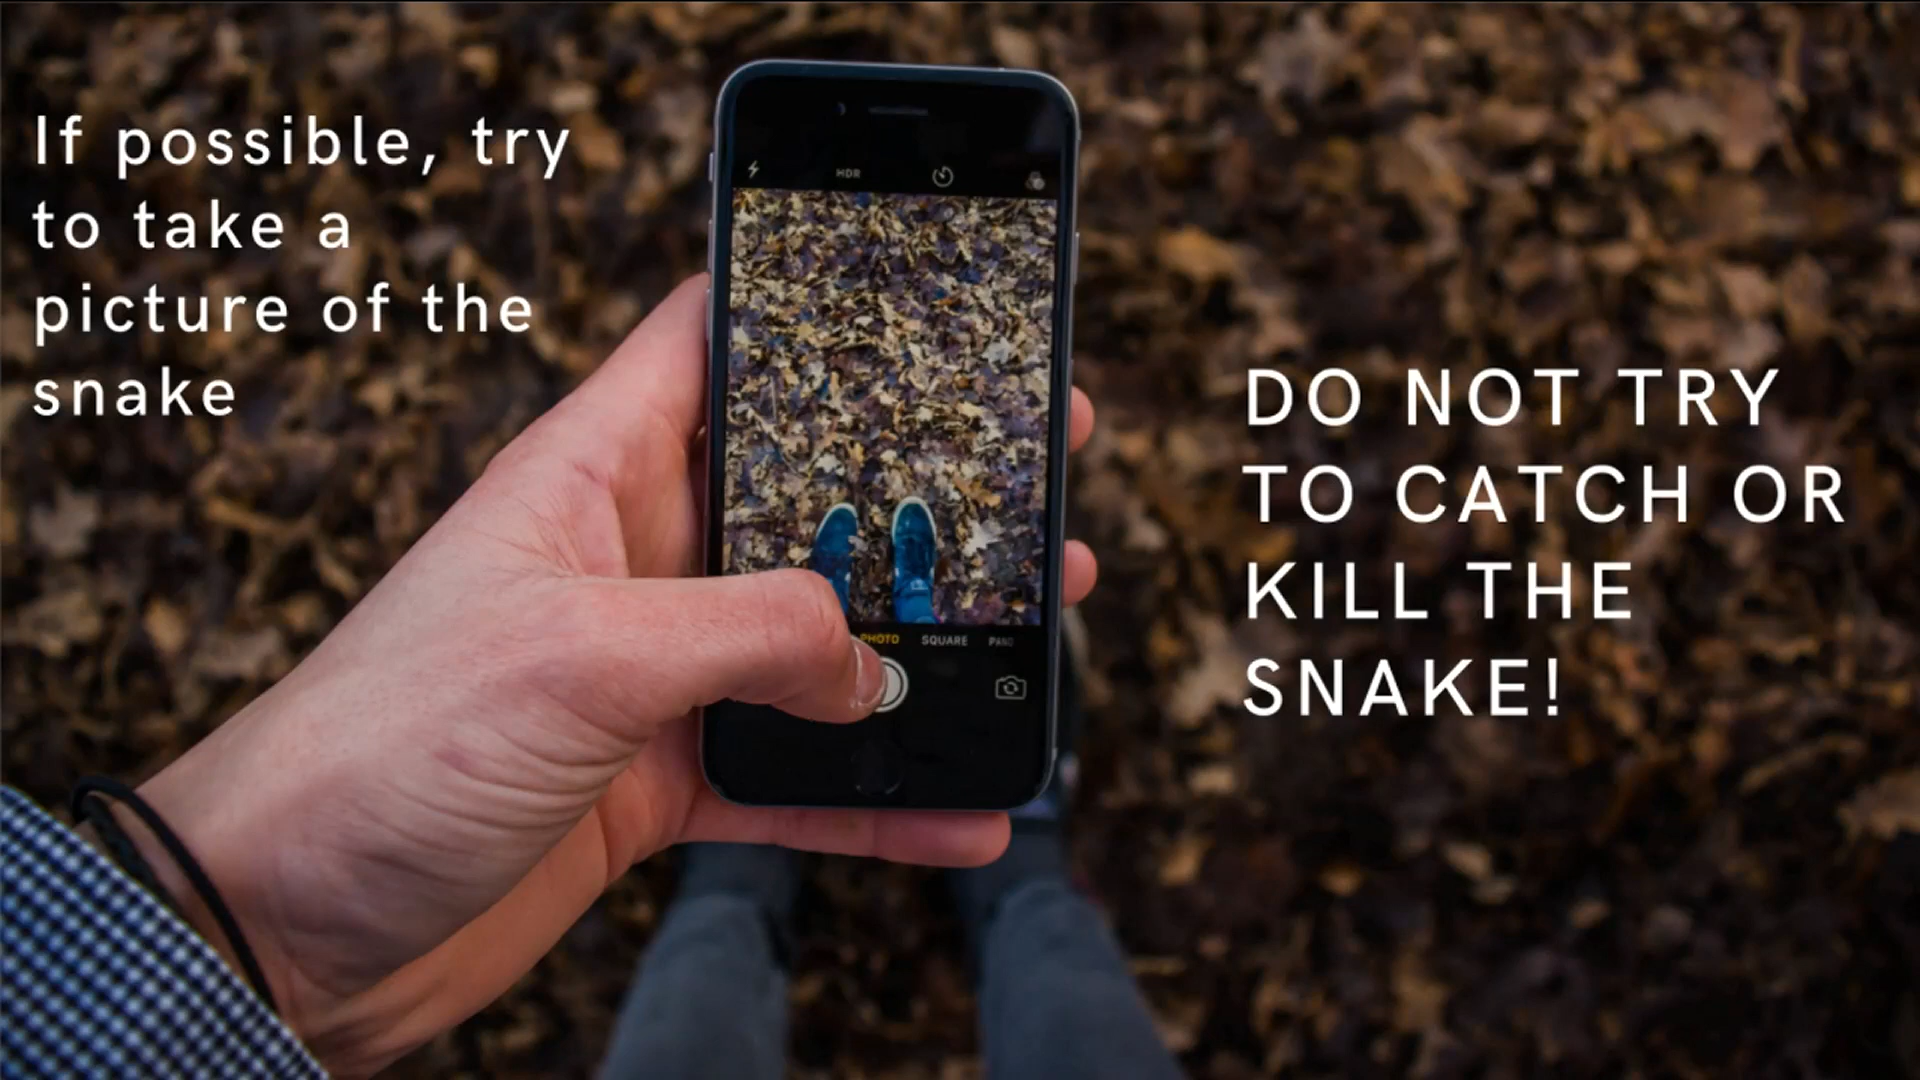 If possible, try
to take a
picture of the
snake
HDR
DO NOT TRY
TO CATCH OR
KILL THE
SNAKE!
PHOTO SQUARE PANO